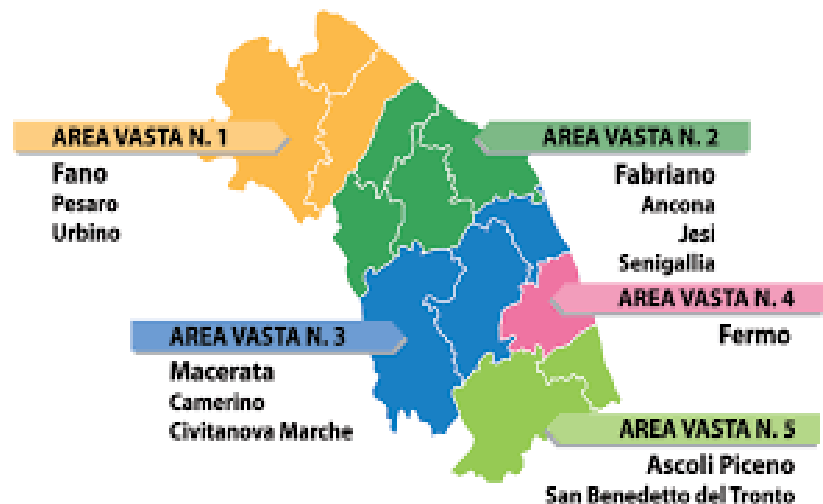 AREA VASTA N. 1
Fano
Pesaro
Urbino
AREA VASTA N. 2
Fabriano
Ancona
Jesi
Senigallia
AREA VASTA N. 3
Macerata
Camerino
Civitanova Marche
AREA VASTA N. 4
Fermo
AREA VASTA N. 5
Ascoli Piceno
San Benedetto del Tronto